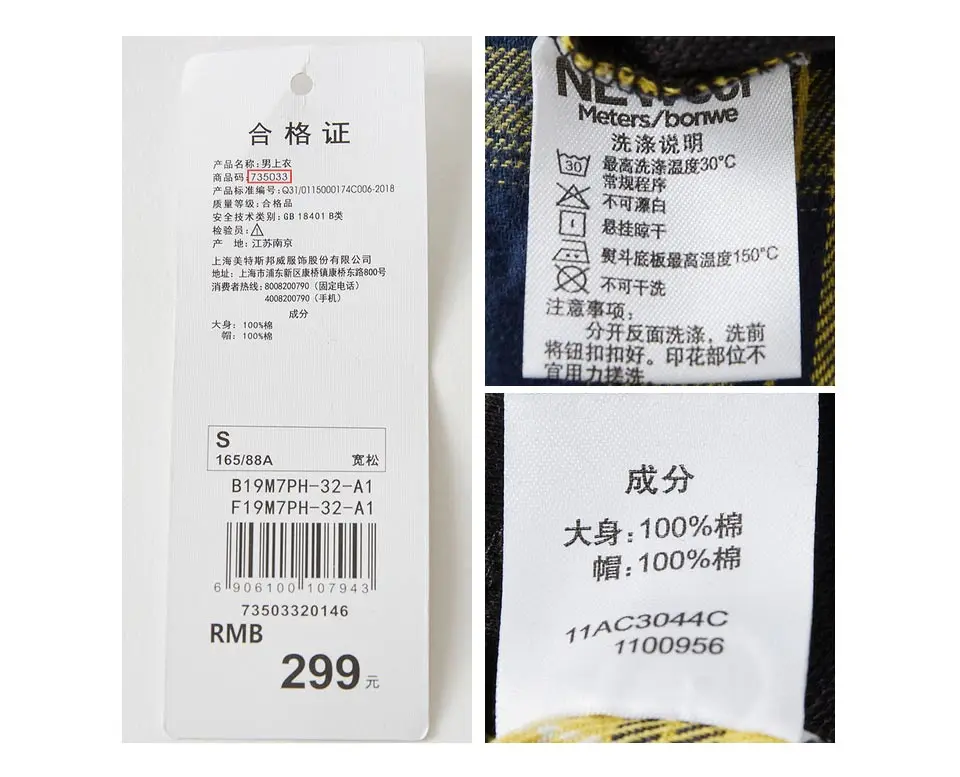 合格证
产品名称:男上衣
商品码:735033
产品标准编号:Q31/0115000174C006-2018
质量等级:合格品
安全技术类别:GB 18401 B类
检验员:
产 地:江苏南京
上海美特斯邦威服饰股份有限公司
地址:上海市浦东新区康桥镇康桥东路800号
消费者热线:8008200790（固定电话）
4008200790（手机）
成分
大身: 100%棉
帽: 100%棉
S
165/88A 宽松
B19M7PH-32-A1
F19M7PH-32-A1
6 906100 107943
73503320146
RMB
299元
Meters/bonwe
洗涤说明
30 最高洗涤温度30°C
常规程序
不可漂白
悬挂晾干
熨斗底板最高温度150°C
不可干洗
注意事项:
分开反面洗涤，洗前
将钮扣扣好。印花部位不
宜用力搓洗
成分
大身:100%棉
帽:100%棉
11AC3044C
1100956